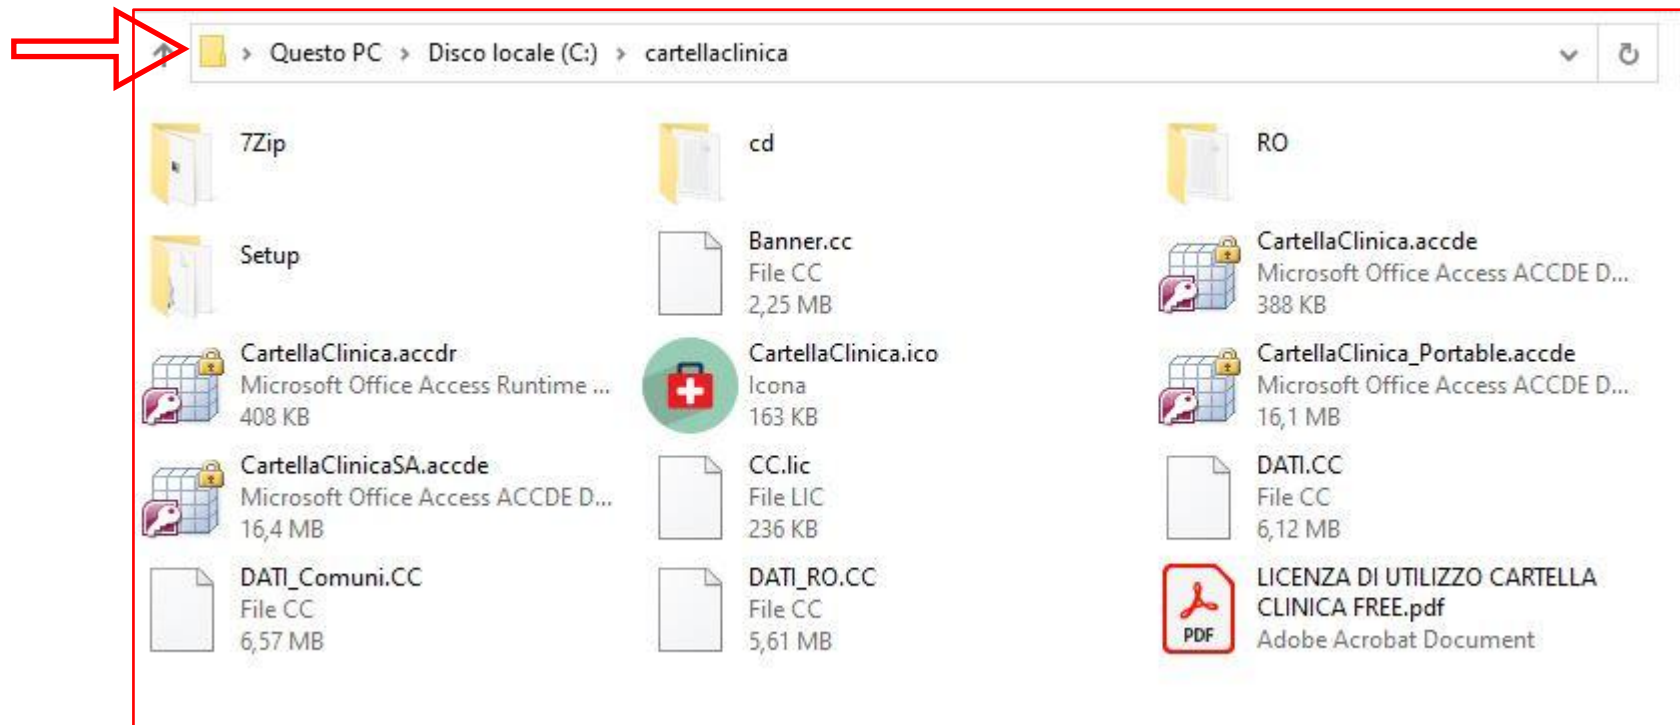 Questo PC > Disco locale (C:) > cartellaclinica
7Zip
cd
RO
Setup
Banner.cc
File CC
2,25 MB
CartellaClinica.accde
Microsoft Office Access ACCDE D...
388 KB
CartellaClinica.accdr
Microsoft Office Access Runtime ...
408 KB
CartellaClinica.ico
Icona
163 KB
CartellaClinica_Portable.accde
Microsoft Office Access ACCDE D...
16,1 MB
CartellaClinicaSA.accde
Microsoft Office Access ACCDE D...
16,4 MB
CC.lic
File LIC
236 KB
DATI.CC
File CC
6,12 MB
DATI_Comuni.CC
File CC
6,57 MB
DATI_RO.CC
File CC
5,61 MB
PDF
LICENZA DI UTILIZZO CARTELLA
CLINICA FREE.pdf
Adobe Acrobat Document